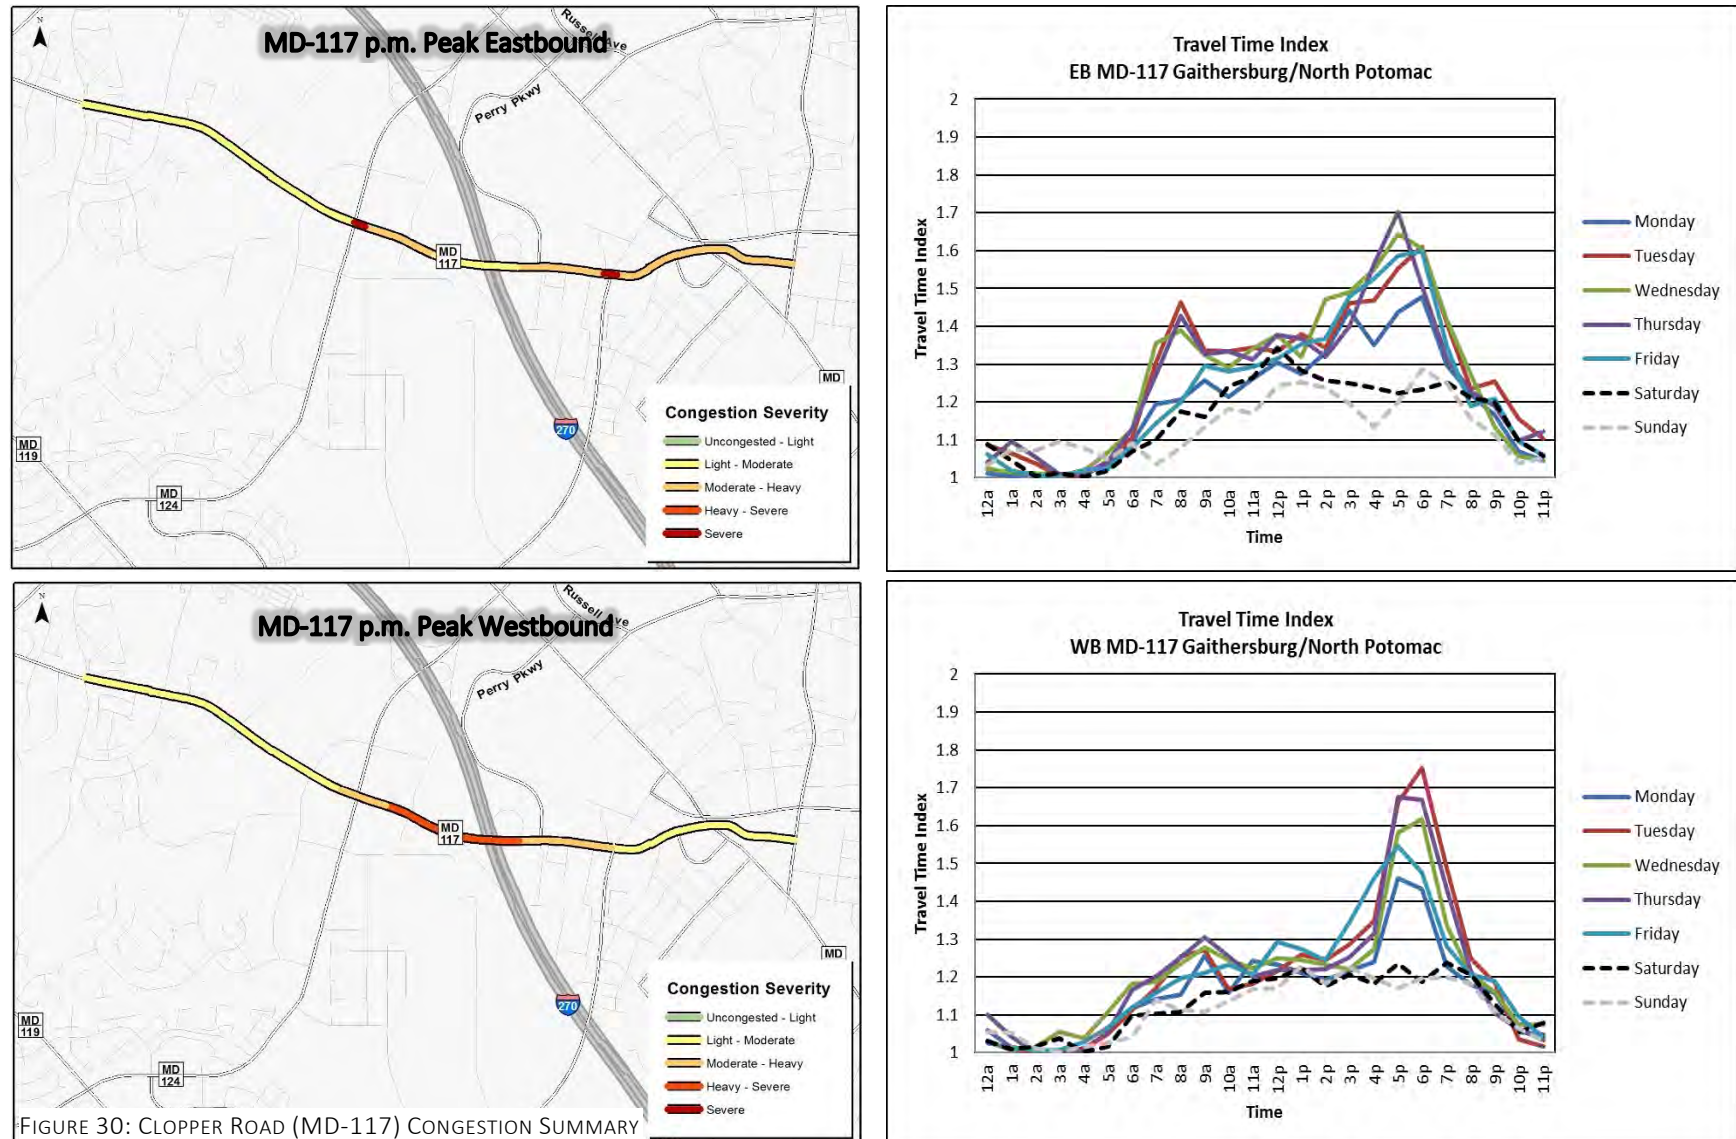 N
MD-117 p.m. Peak Eastbound
Russell Ave
Perry Pkwy
MD
117
270
MD
MD
119
MD
124
Congestion Severity
Uncongested - Light
Light - Moderate
Moderate - Heavy
Heavy - Severe
Severe
Travel Time Index
EB MD-117 Gaithersburg/North Potomac
Travel Time Index
2
1.9
1.8
1.7
1.6
1.5
1.4
1.3
1.2
1.1
1
12a 1a 2a 3a 4a 5a 6a 7a 8a 9a 10a 11a 12p 1p 2p 3p 4p 5p 6p 7p 8p 9p 10p 11p
Time
Monday
Tuesday
Wednesday
Thursday
Friday
Saturday
Sunday
N
MD-117 p.m. Peak Westbound
Russell Ave
Perry Pkwy
MD
117
270
MD
MD
119
MD
124
Congestion Severity
Uncongested - Light
Light - Moderate
Moderate - Heavy
Heavy - Severe
Severe
FIGURE 30: CLOPPER ROAD (MD-117) CONGESTION SUMMARY
Travel Time Index
WB MD-117 Gaithersburg/North Potomac
Travel Time Index
2
1.9
1.8
1.7
1.6
1.5
1.4
1.3
1.2
1.1
1
12a 1a 2a 3a 4a 5a 6a 7a 8a 9a 10a 11a 12p 1p 2p 3p 4p 5p 6p 7p 8p 9p 10p 11p
Time
Monday
Tuesday
Wednesday
Thursday
Friday
Saturday
Sunday